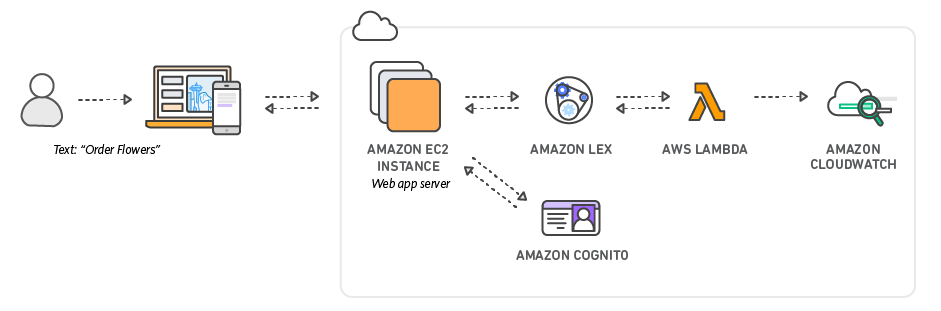 Text: “Order Flowers”
AMAZON EC2
INSTANCE
Web app server
AMAZON LEX
AWS LAMBDA
AMAZON
CLOUDWATCH
AMAZON COGNITO